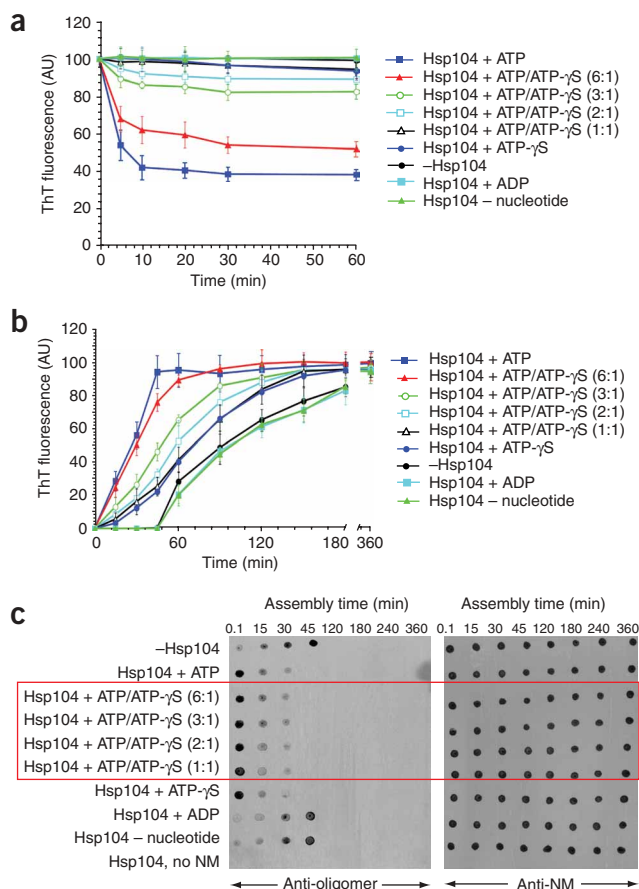 a
ThT fluorescence (AU)
120
100
80
60
40
20
0
0 10 20 30 40 50 60
Time (min)
Hsp104 + ATP
Hsp104 + ATP/ATP-γS (6:1)
Hsp104 + ATP/ATP-γS (3:1)
Hsp104 + ATP/ATP-γS (2:1)
Hsp104 + ATP/ATP-γS (1:1)
Hsp104 + ATP-γS
–Hsp104
Hsp104 + ADP
Hsp104 – nucleotide
b
ThT fluorescence (AU)
120
100
80
60
40
20
0
0 60 120 180 360
Time (min)
Hsp104 + ATP
Hsp104 + ATP/ATP-γS (6:1)
Hsp104 + ATP/ATP-γS (3:1)
Hsp104 + ATP/ATP-γS (2:1)
Hsp104 + ATP/ATP-γS (1:1)
Hsp104 + ATP-γS
–Hsp104
Hsp104 + ADP
Hsp104 – nucleotide
c
Assembly time (min) Assembly time (min)
0.1 15 30 45 120 240 360 0.1 15 30 45 120 240 360
–Hsp104
Hsp104 + ATP
Hsp104 + ATP/ATP-γS (6:1)
Hsp104 + ATP/ATP-γS (3:1)
Hsp104 + ATP/ATP-γS (2:1)
Hsp104 + ATP/ATP-γS (1:1)
Hsp104 + ATP-γS
Hsp104 + ADP
Hsp104 – nucleotide
Hsp104, no NM
Anti-oligomer Anti-NM